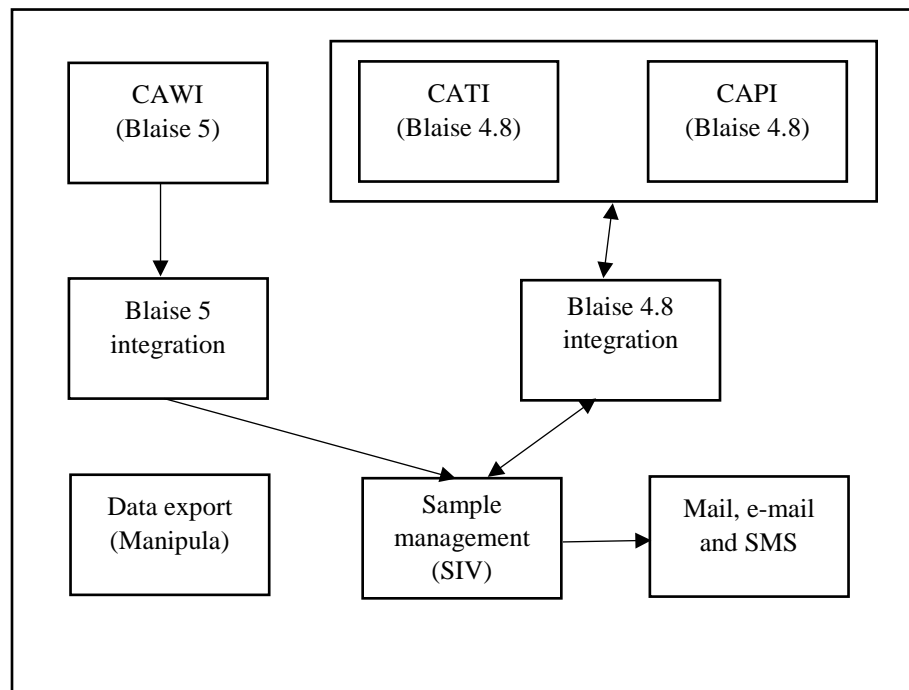 CAWI
(Blaise 5)
CATI
(Blaise 4.8)
CAPI
(Blaise 4.8)
Blaise 5
integration
Blaise 4.8
integration
Data export
(Manipula)
Sample
management
(SIV)
Mail, e-mail
and SMS